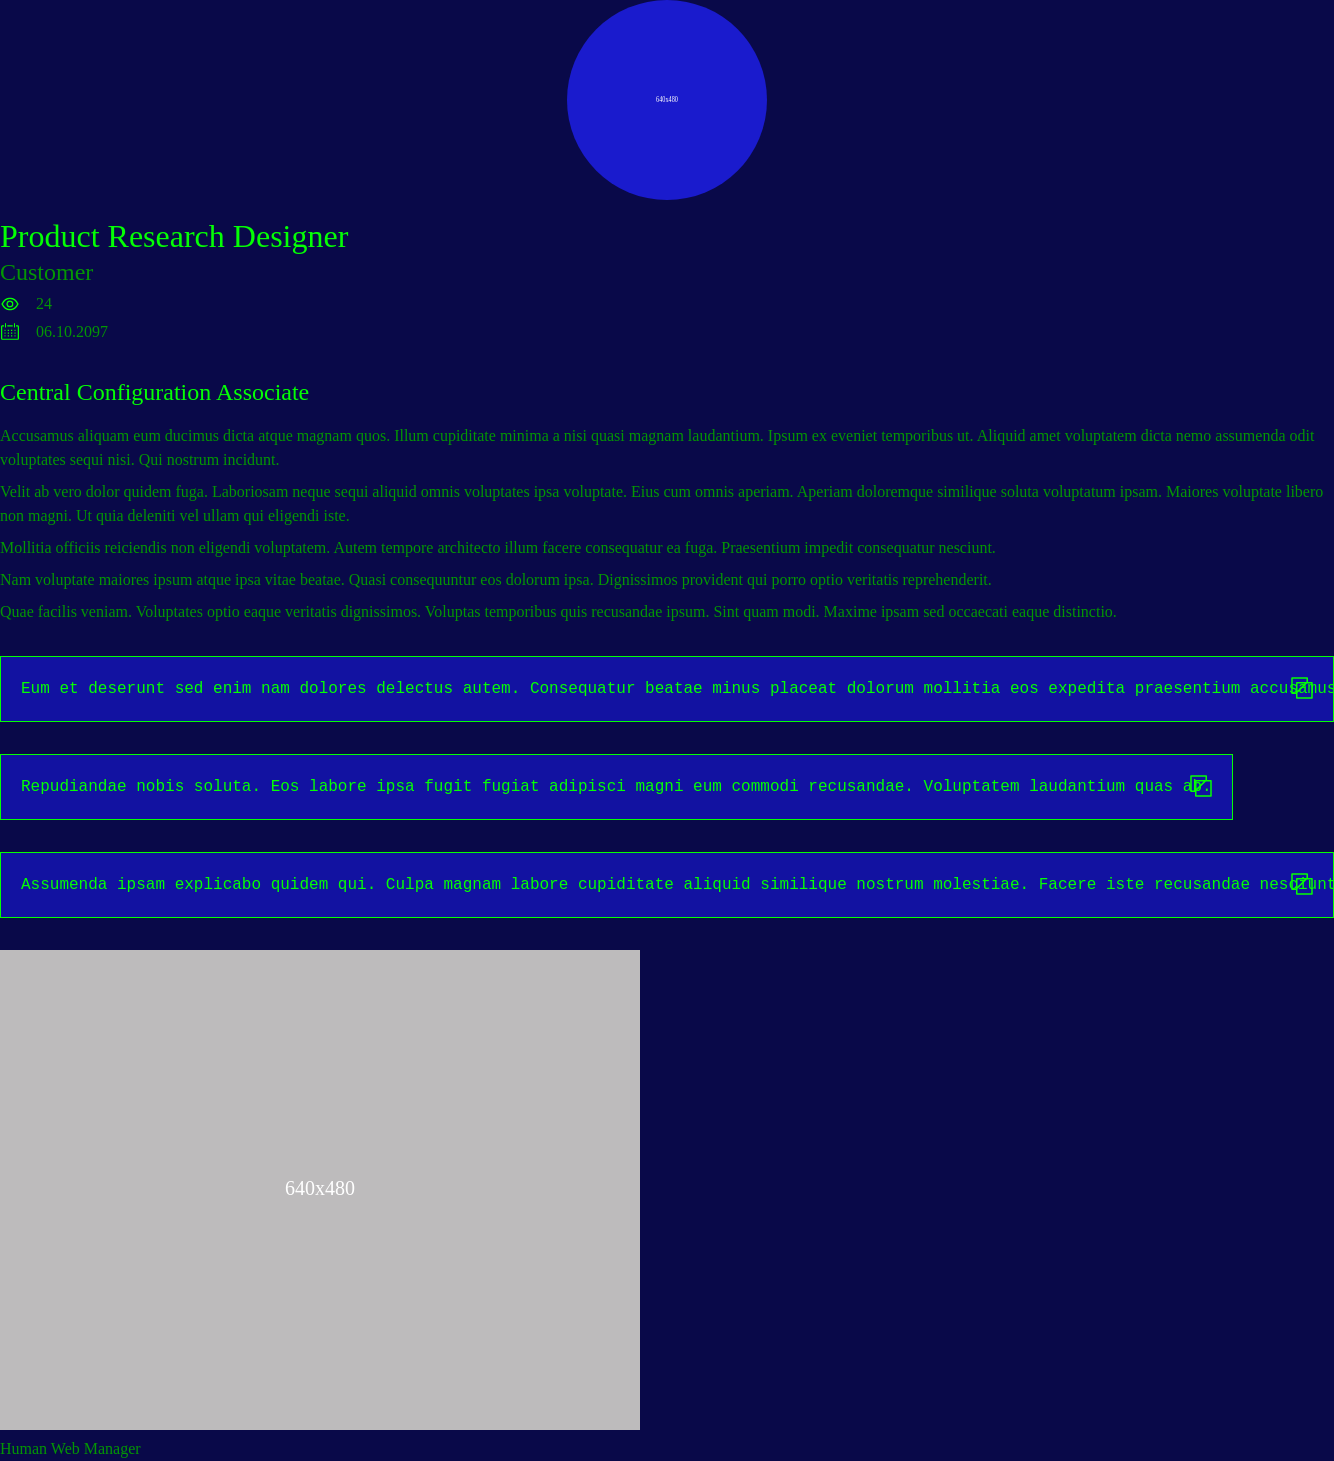 640x480
Product Research Designer
Customer
24
06.10.2097
Central Configuration Associate
Accusamus aliquam eum ducimus dicta atque magnam quos. Illum cupiditate minima a nisi quasi magnam laudantium. Ipsum ex eveniet temporibus ut. Aliquid amet voluptatem dicta nemo assumenda odit
voluptates sequi nisi. Qui nostrum incidunt.
Velit ab vero dolor quidem fuga. Laboriosam neque sequi aliquid omnis voluptates ipsa voluptate. Eius cum omnis aperiam. Aperiam doloremque similique soluta voluptatum ipsam. Maiores voluptate libero
non magni. Ut quia deleniti vel ullam qui eligendi iste.
Mollitia officiis reiciendis non eligendi voluptatem. Autem tempore architecto illum facere consequatur ea fuga. Praesentium impedit consequatur nesciunt.
Nam voluptate maiores ipsum atque ipsa vitae beatae. Quasi consequuntur eos dolorum ipsa. Dignissimos provident qui porro optio veritatis reprehenderit.
Quae facilis veniam. Voluptates optio eaque veritatis dignissimos. Voluptas temporibus quis recusandae ipsum. Sint quam modi. Maxime ipsam sed occaecati eaque distinctio.
Eum et deserunt sed enim nam dolores delectus autem. Consequatur beatae minus placeat dolorum mollitia eos expedita praesentium accusamus
Repudiandae nobis soluta. Eos labore ipsa fugit fugiat adipisci magni eum commodi recusandae. Voluptatem laudantium quas ab.
Assumenda ipsam explicabo quidem qui. Culpa magnam labore cupiditate aliquid similique nostrum molestiae. Facere iste recusandae nesciunt
640x480
Human Web Manager